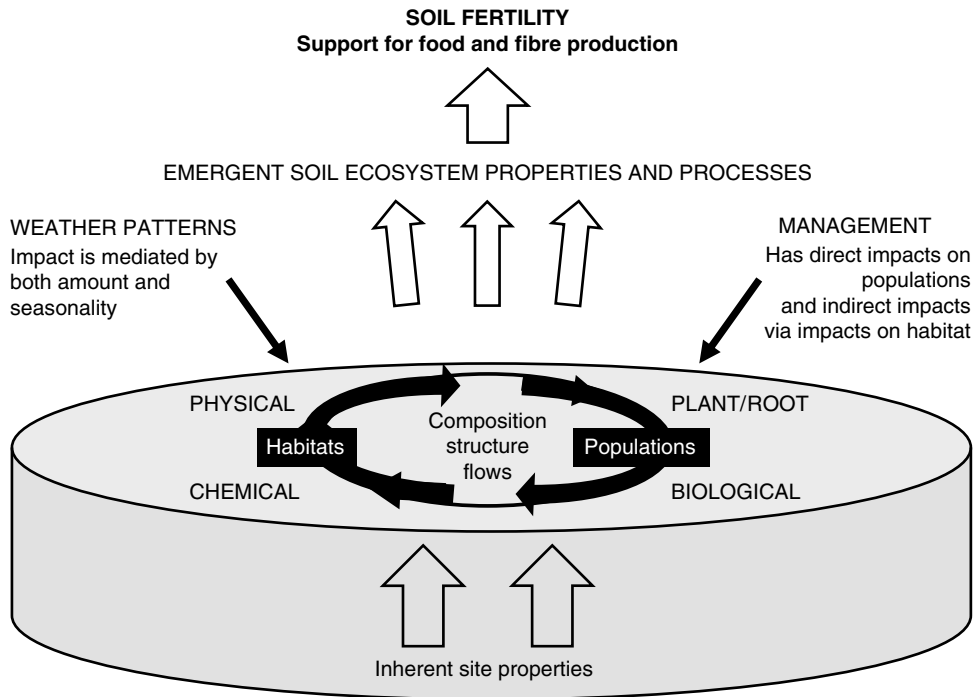 SOIL FERTILITY
Support for food and fibre production
EMERGENT SOIL ECOSYSTEM PROPERTIES AND PROCESSES
WEATHER PATTERNS
Impact is mediated by
both amount and
seasonality
MANAGEMENT
Has direct impacts on
populations
and indirect impacts
via impacts on habitat
PHYSICAL
PLANT/ROOT
Habitats
Composition
structure
flows
Populations
CHEMICAL
BIOLOGICAL
Inherent site properties